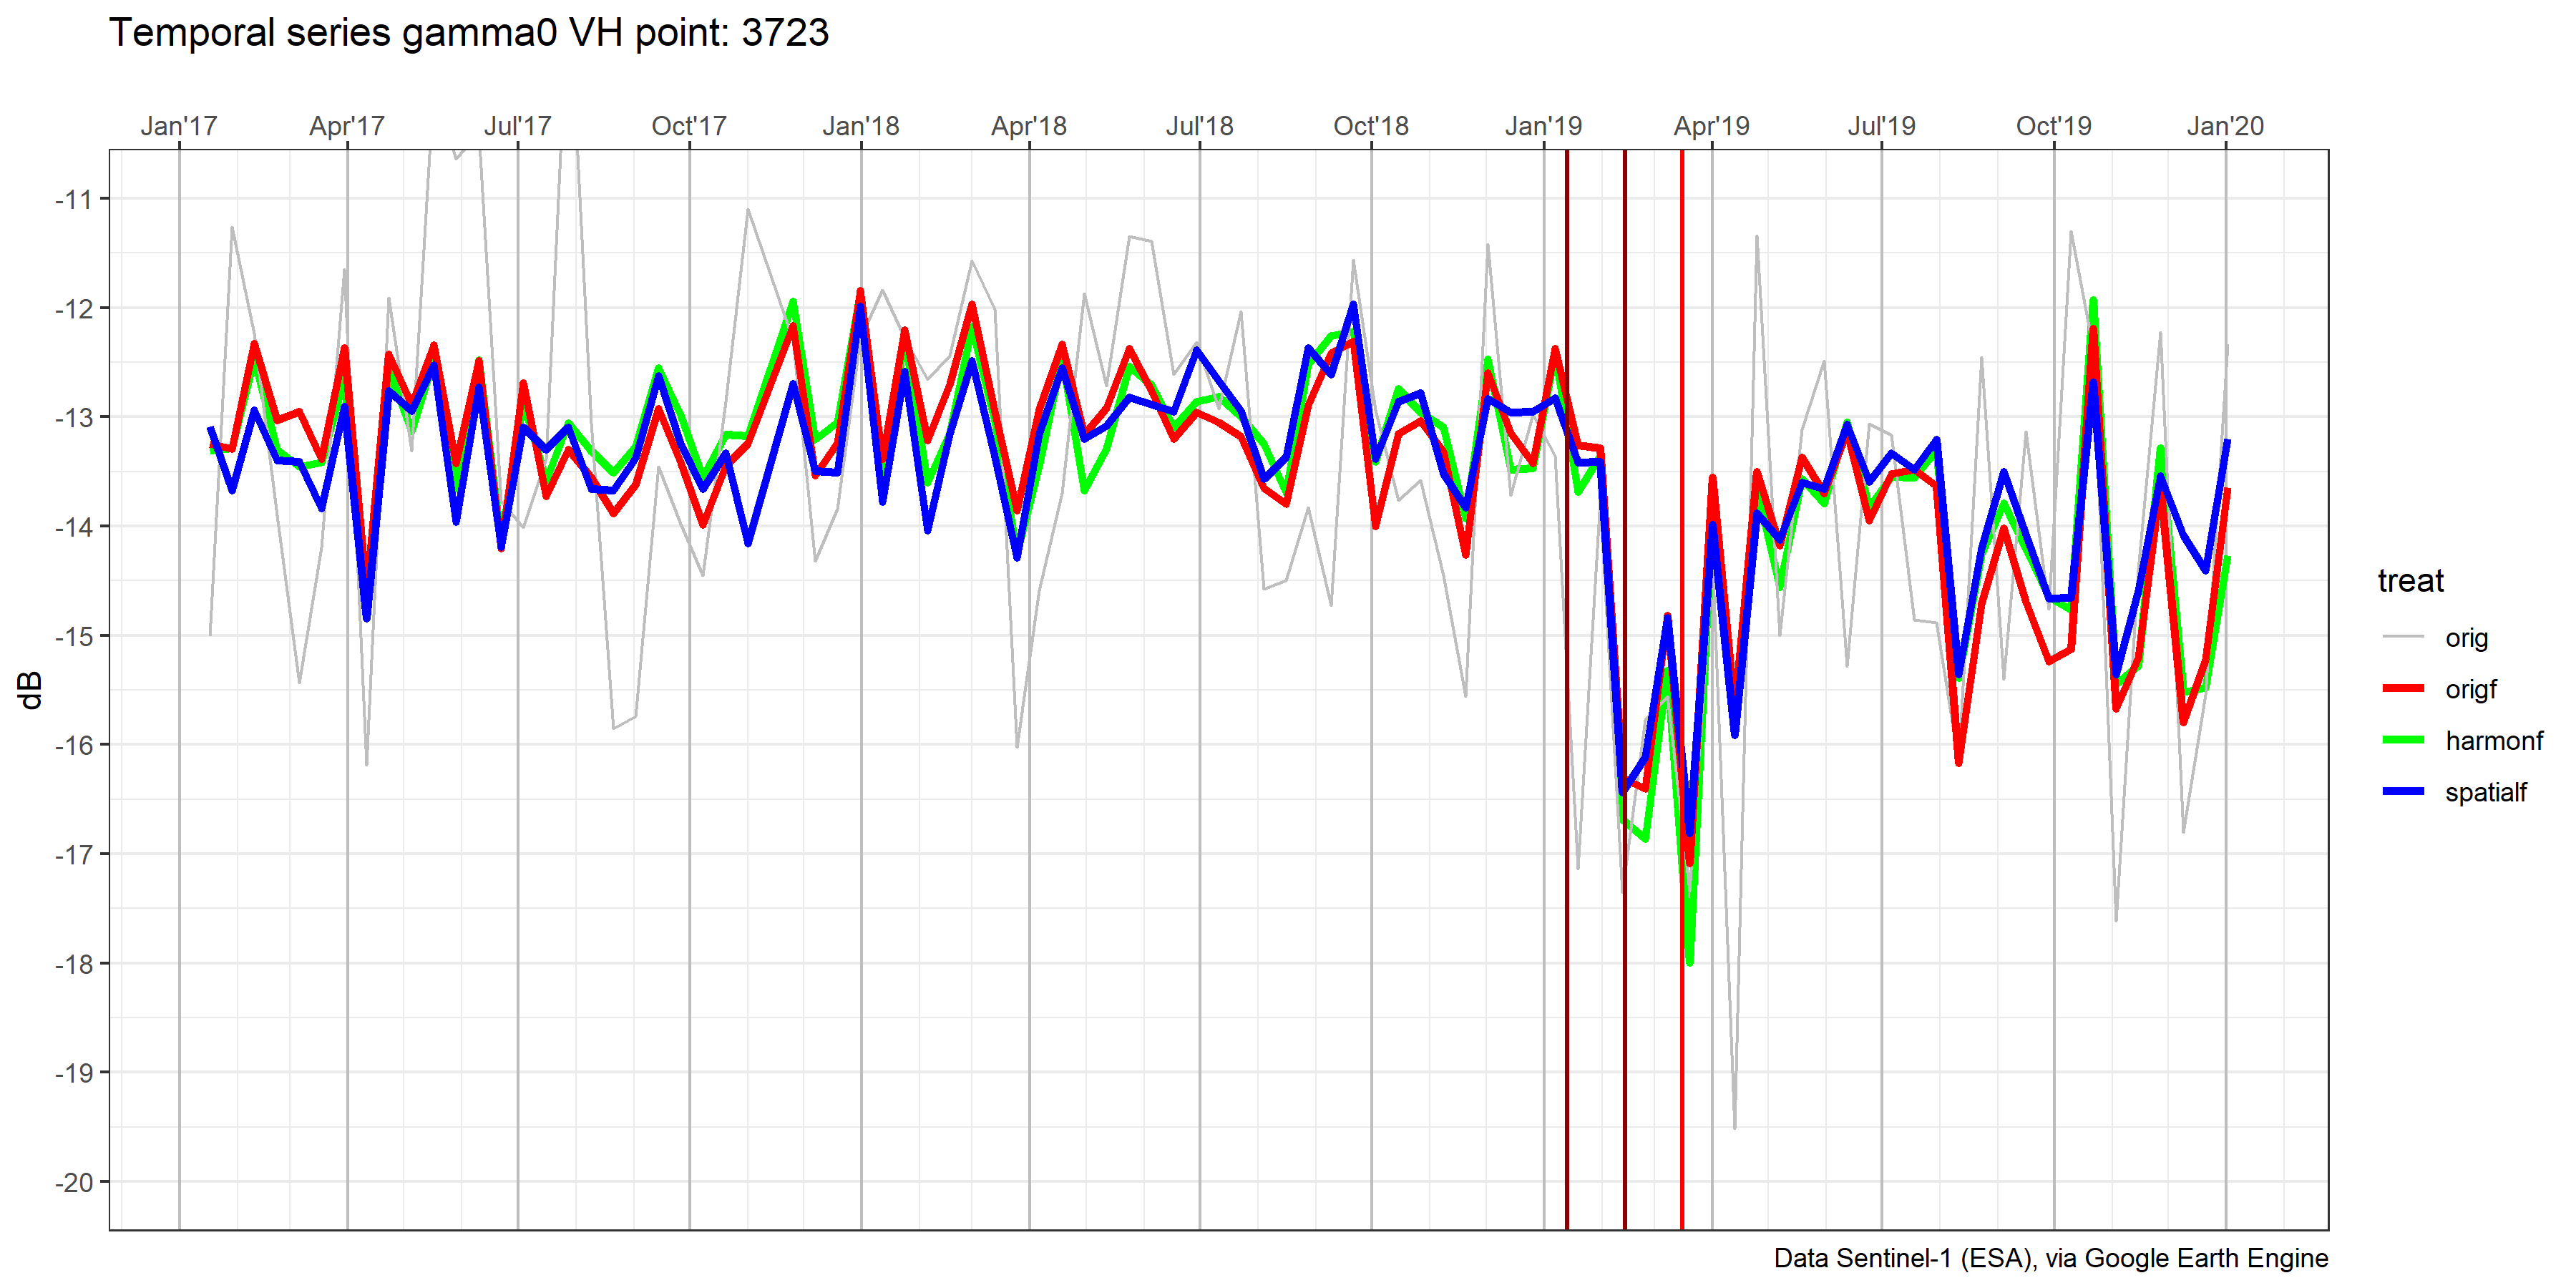 Temporal series gamma0 VH point: 3723
Jan'17 Apr'17 Jul'17 Oct'17 Jan'18 Apr'18 Jul'18 Oct'18 Jan'19 Apr'19 Jul'19 Oct'19 Jan'20
-11
-12
-13
-14
-15
-16
-17
-18
-19
-20
dB
treat
orig
origf
harmonf
spatialf
Data Sentinel-1 (ESA), via Google Earth Engine